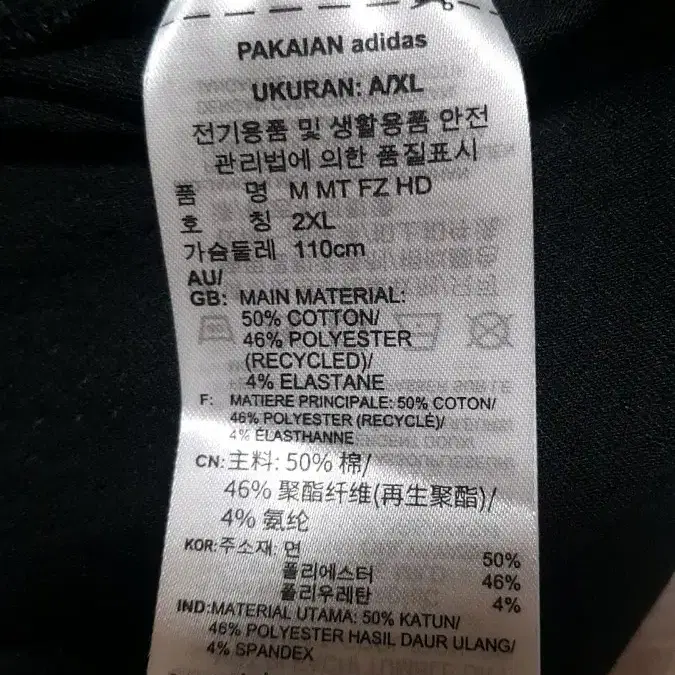 PAKAIAN adidas
UKURAN: A/XL
전기용품 및 생활용품 안전
관리법에 의한 품질표시
품 명 M MT FZ HD
호 칭 2XL
가슴둘레 110cm
AU/
GB: MAIN MATERIAL:
50% COTTON/
46% POLYESTER
(RECYCLED)/
4% ELASTANE
F: MATIERE PRINCIPALE: 50% COTON/
46% POLYESTER (RECYCLÉ)/
4% ÉLASTHANNE
CN: 主料: 50% 棉/
46% 聚酯纤维(再生聚酯)/
4% 氨纶
KOR: 주소재: 면 50%
폴리에스터 46%
폴리우레탄 4%
IND: MATERIAL UTAMA: 50% KATUN/
46% POLYESTER HASIL DAUR ULANG/
4% SPANDEX